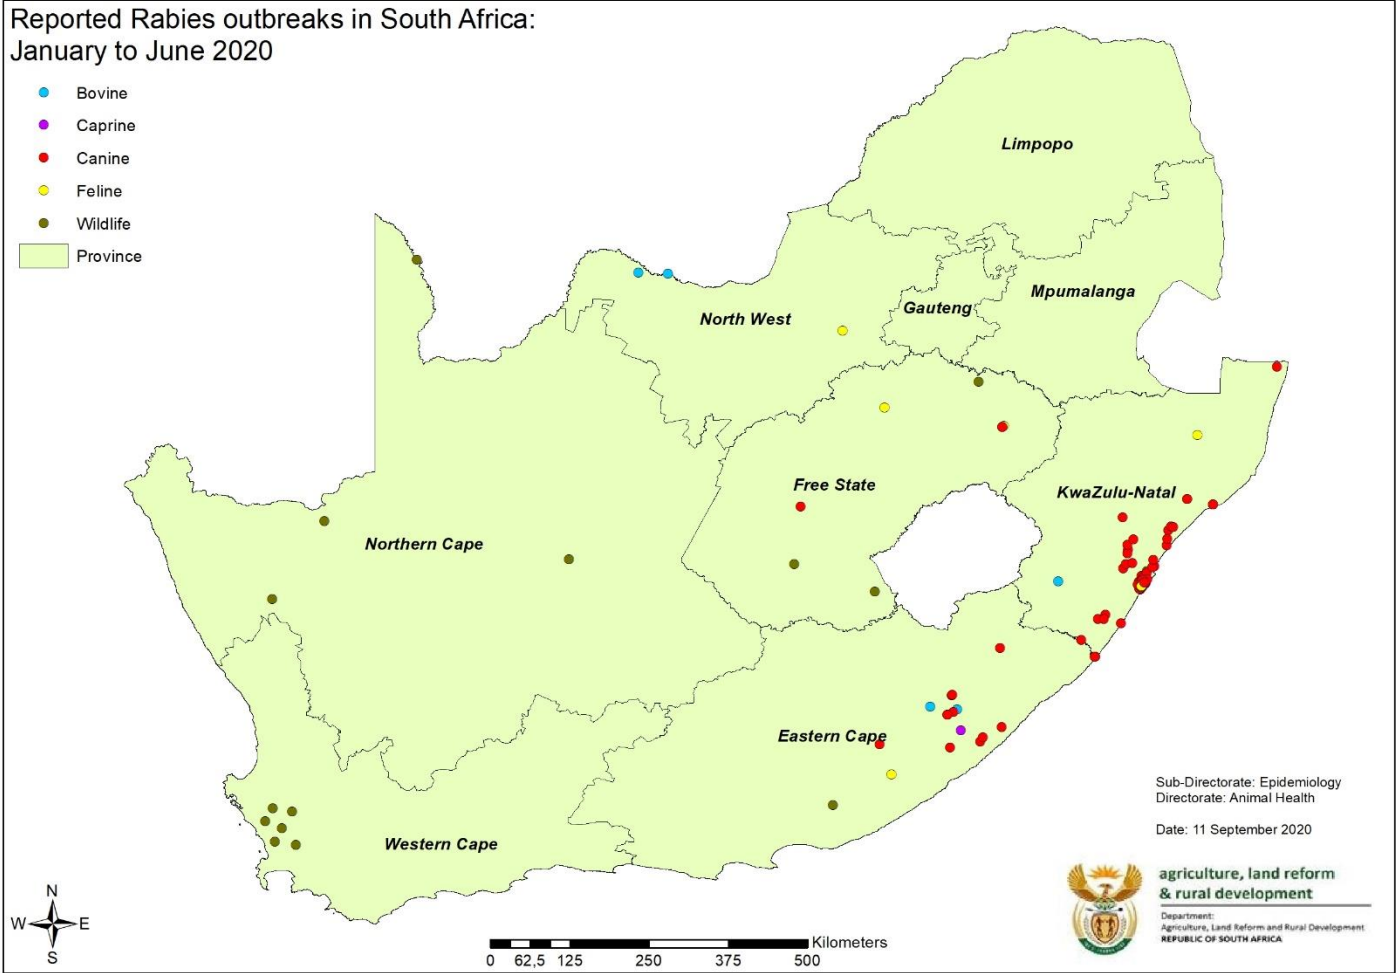 Reported Rabies outbreaks in South Africa:
January to June 2020
Bovine
Caprine
Canine
Feline
Wildlife
Province
Limpopo
Mpumalanga
Gauteng
North West
Free State
KwaZulu-Natal
Northern Cape
Eastern Cape
Western Cape
Sub-Directorate: Epidemiology
Directorate: Animal Health
Date: 11 September 2020
agriculture, land reform
& rural development
Department:
Agriculture, Land Reform and Rural Development
REPUBLIC OF SOUTH AFRICA
N
W E
S
Kilometers
0 62,5 125 250 375 500